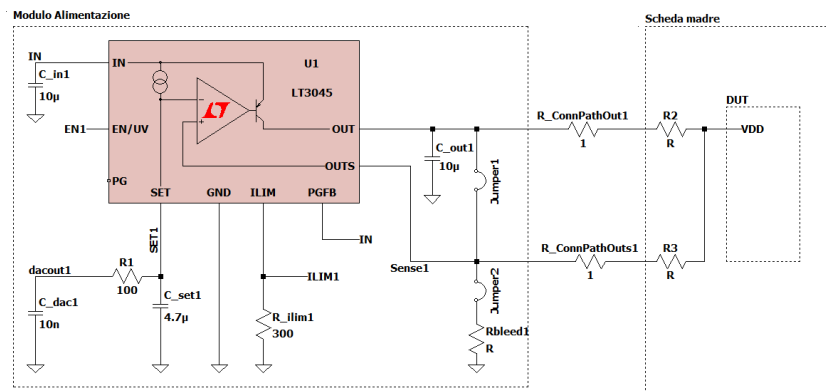 Modulo Alimentazione
Scheda madre
IN
IN
U1
C_in1
10µ
LT3045
DUT
R_ConnPathOut1
R2
EN1
EN/UV
OUT
VDD
1
R
C_out1
10µ
OUTS
Jumper1
PG
SET
GND
ILIM
PGFB
SET1
IN
R_ConnPathOuts1
R3
dacout1
R1
Sense1
1
R
100
ILIM1
C_set1
4.7µ
Jumper2
C_dac1
10n
R_ilim1
300
Rbleed1
R